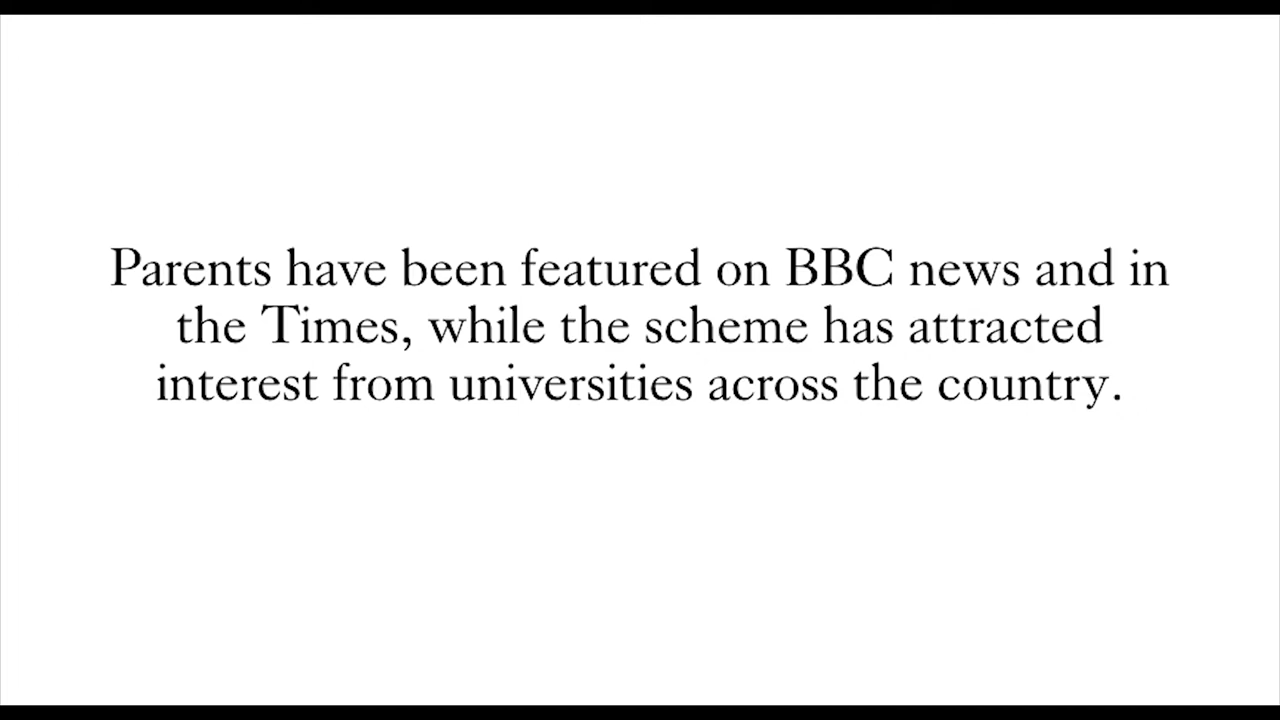 Parents have been featured on BBC news and in
the Times, while the scheme has attracted
interest from universities across the country.